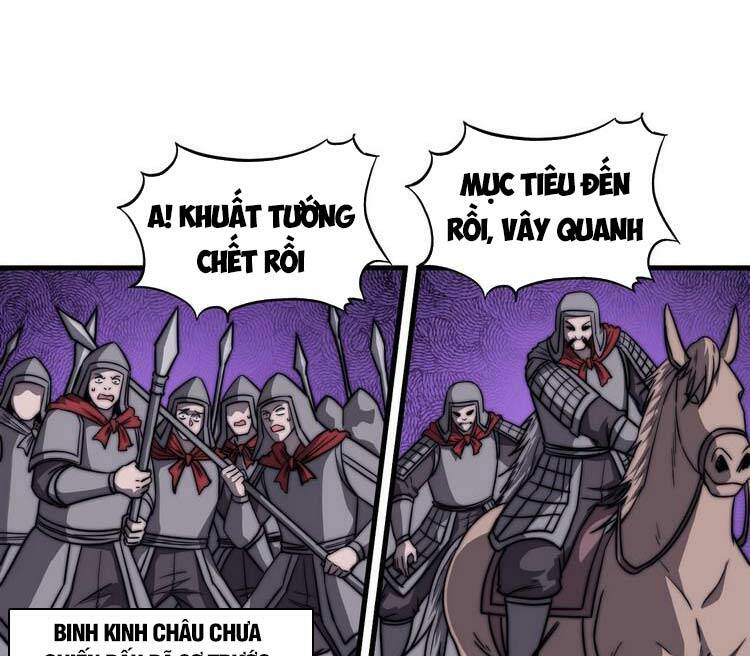 A! KHUẤT TƯỚNG
CHẾT RỒI
MỤC TIÊU ĐẾN
RỒI, VÂY QUANH
BINH KINH CHÂU CHƯA